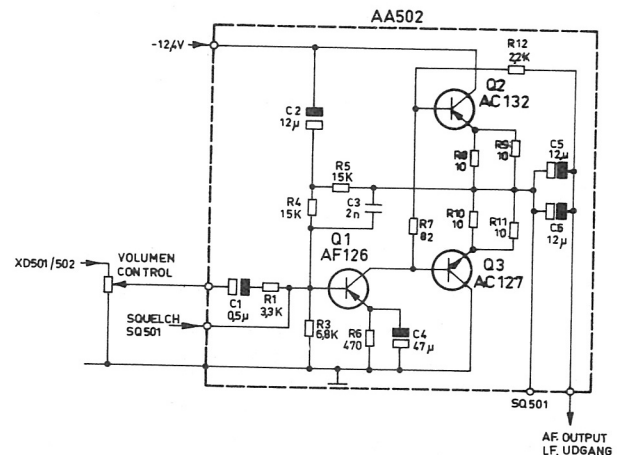 AA502
-12,4V
R12
2,2K
Q2
AC132
C2
12µ
R8
10
R9
10
C5
12µ
R5
15K
R4
15K
C3
2n
R7
82
R10
10
R11
10
C6
12µ
Q1
AF126
Q3
AC127
XD501/502
VOLUMEN
CONTROL
C1
0,5µ
R1
3,3K
SQUELCH
SQ501
R3
6,8K
R6
470
C4
47µ
SQ501
AF. OUTPUT
LF. UDGANG